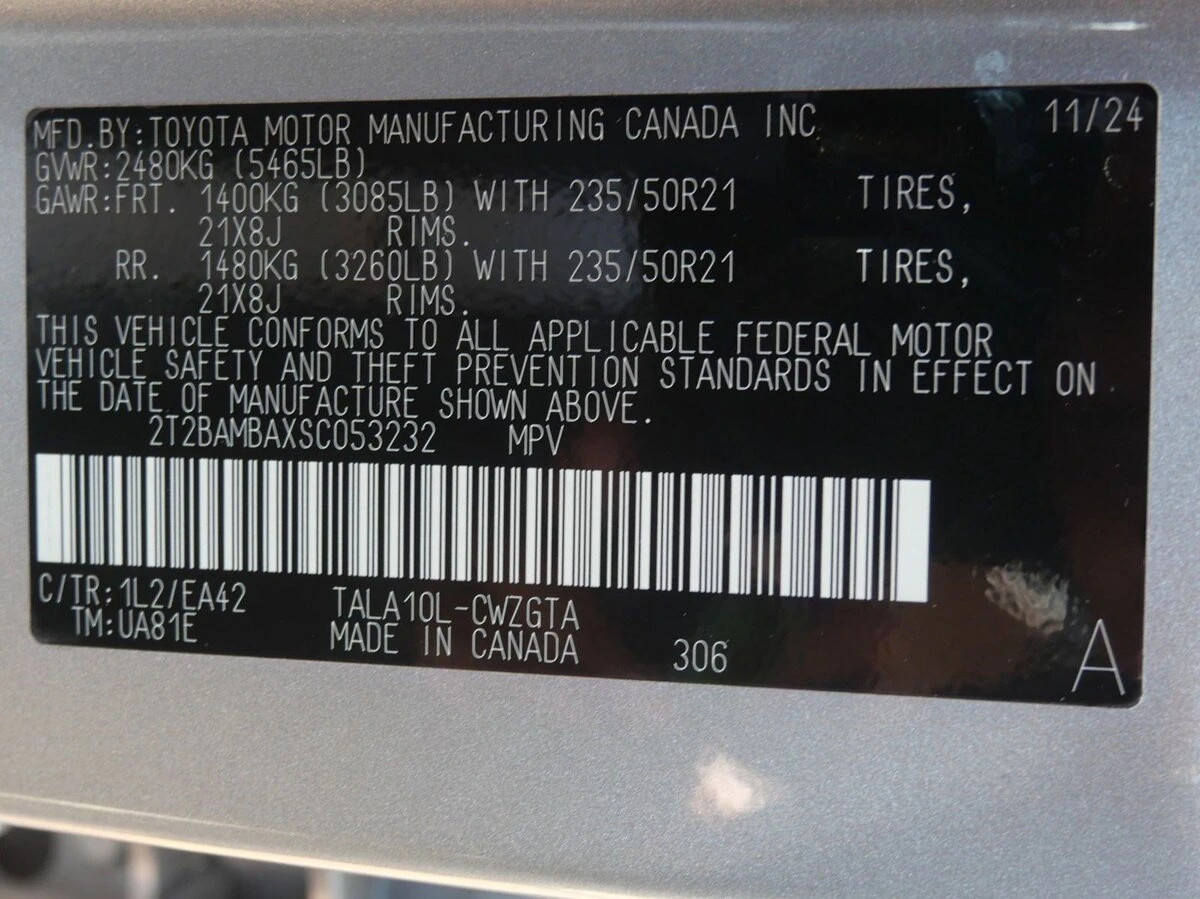 MFD.BY:TOYOTA MOTOR MANUFACTURING CANADA INC 11/24
GVWR:2480KG (5465LB)
GAWR:FRT. 1400KG (3085LB) WITH 235/50R21 TIRES,
21X8J RIMS.
RR. 1480KG (3260LB) WITH 235/50R21 TIRES,
21X8J RIMS.
THIS VEHICLE CONFORMS TO ALL APPLICABLE FEDERAL MOTOR
VEHICLE SAFETY AND THEFT PREVENTION STANDARDS IN EFFECT ON
THE DATE OF MANUFACTURE SHOWN ABOVE.
2T2BAMBAXSC053232 MPV
C/TR:1L2/EA42 TALA10L-CWZGTA
TM:UA81E MADE IN CANADA 306 A